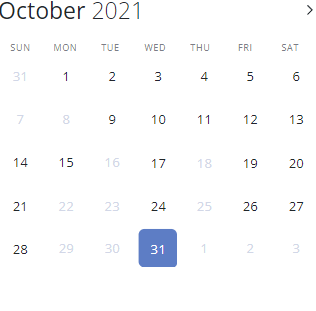 October 2021
SUN MON TUE WED THU FRI SAT
31 1 2 3 4 5 6
7 8 9 10 11 12 13
14 15 16 17 18 19 20
21 22 23 24 25 26 27
28 29 30 31 1 2 3